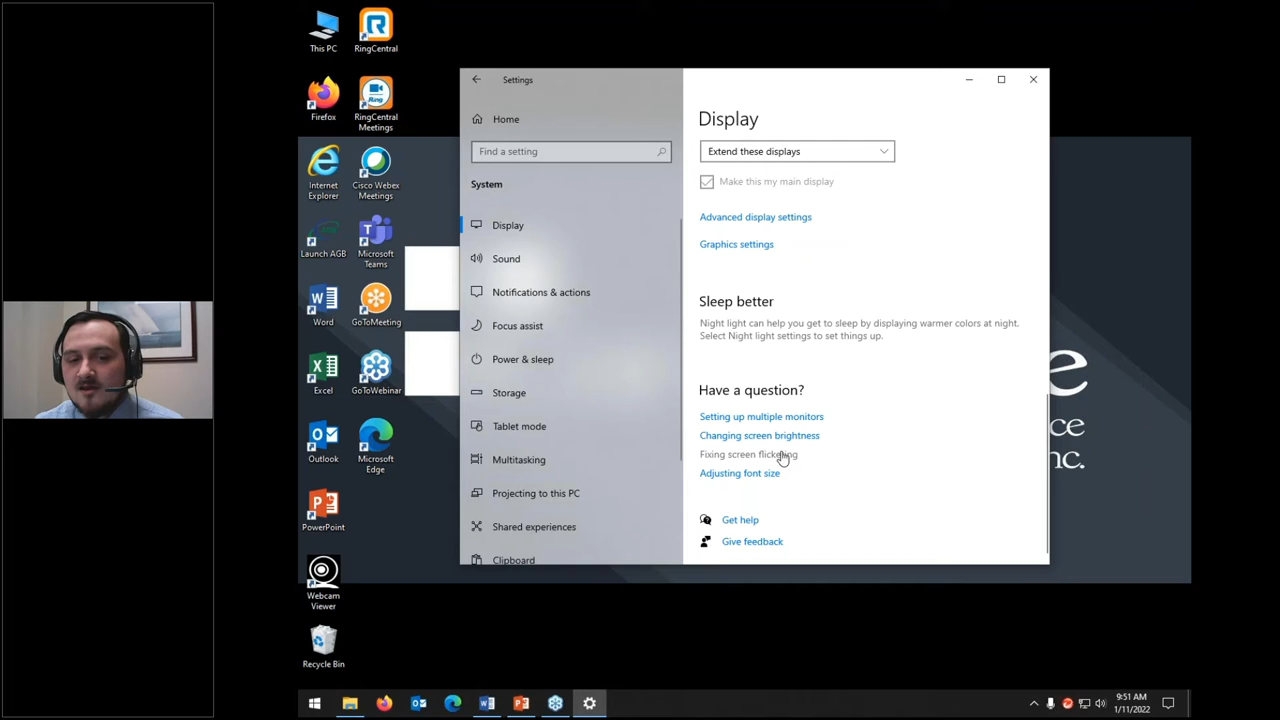 This PC
RingCentral
Firefox
RingCentral
Meetings
Internet
Explorer
Cisco Webex
Meetings
Launch AGB
Microsoft
Teams
Word
GoToMeeting
Excel
GoToWebinar
Outlook
Microsoft
Edge
PowerPoint
Webcam
Viewer
Recycle Bin
Settings
Home
Find a setting
System
Display
Sound
Notifications & actions
Focus assist
Power & sleep
Storage
Tablet mode
Multitasking
Projecting to this PC
Shared experiences
Clipboard
Display
Extend these displays
Make this my main display
Advanced display settings
Graphics settings
Sleep better
Night light can help you get to sleep by displaying warmer colors at night.
Select Night light settings to set things up.
Have a question?
Setting up multiple monitors
Changing screen brightness
Fixing screen flickering
Adjusting font size
Get help
Give feedback
e
ce
nc.
9:51 AM
1/11/2022